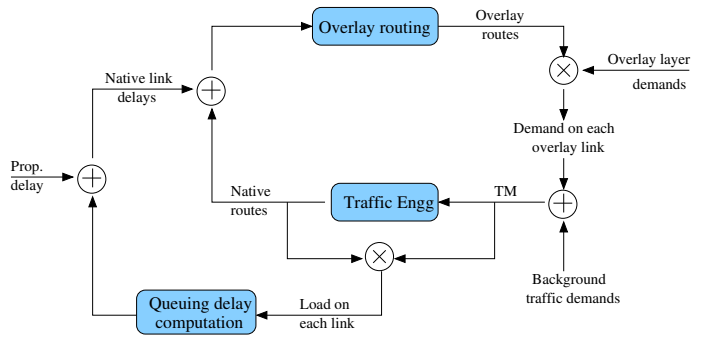 Overlay routing
Overlay
routes
×
Overlay layer
demands
Native link
delays
+
Demand on each
overlay link
Prop.
delay
+
Native
routes
Traffic Engg
TM
+
×
Background
traffic demands
Queuing delay
computation
Load on
each link